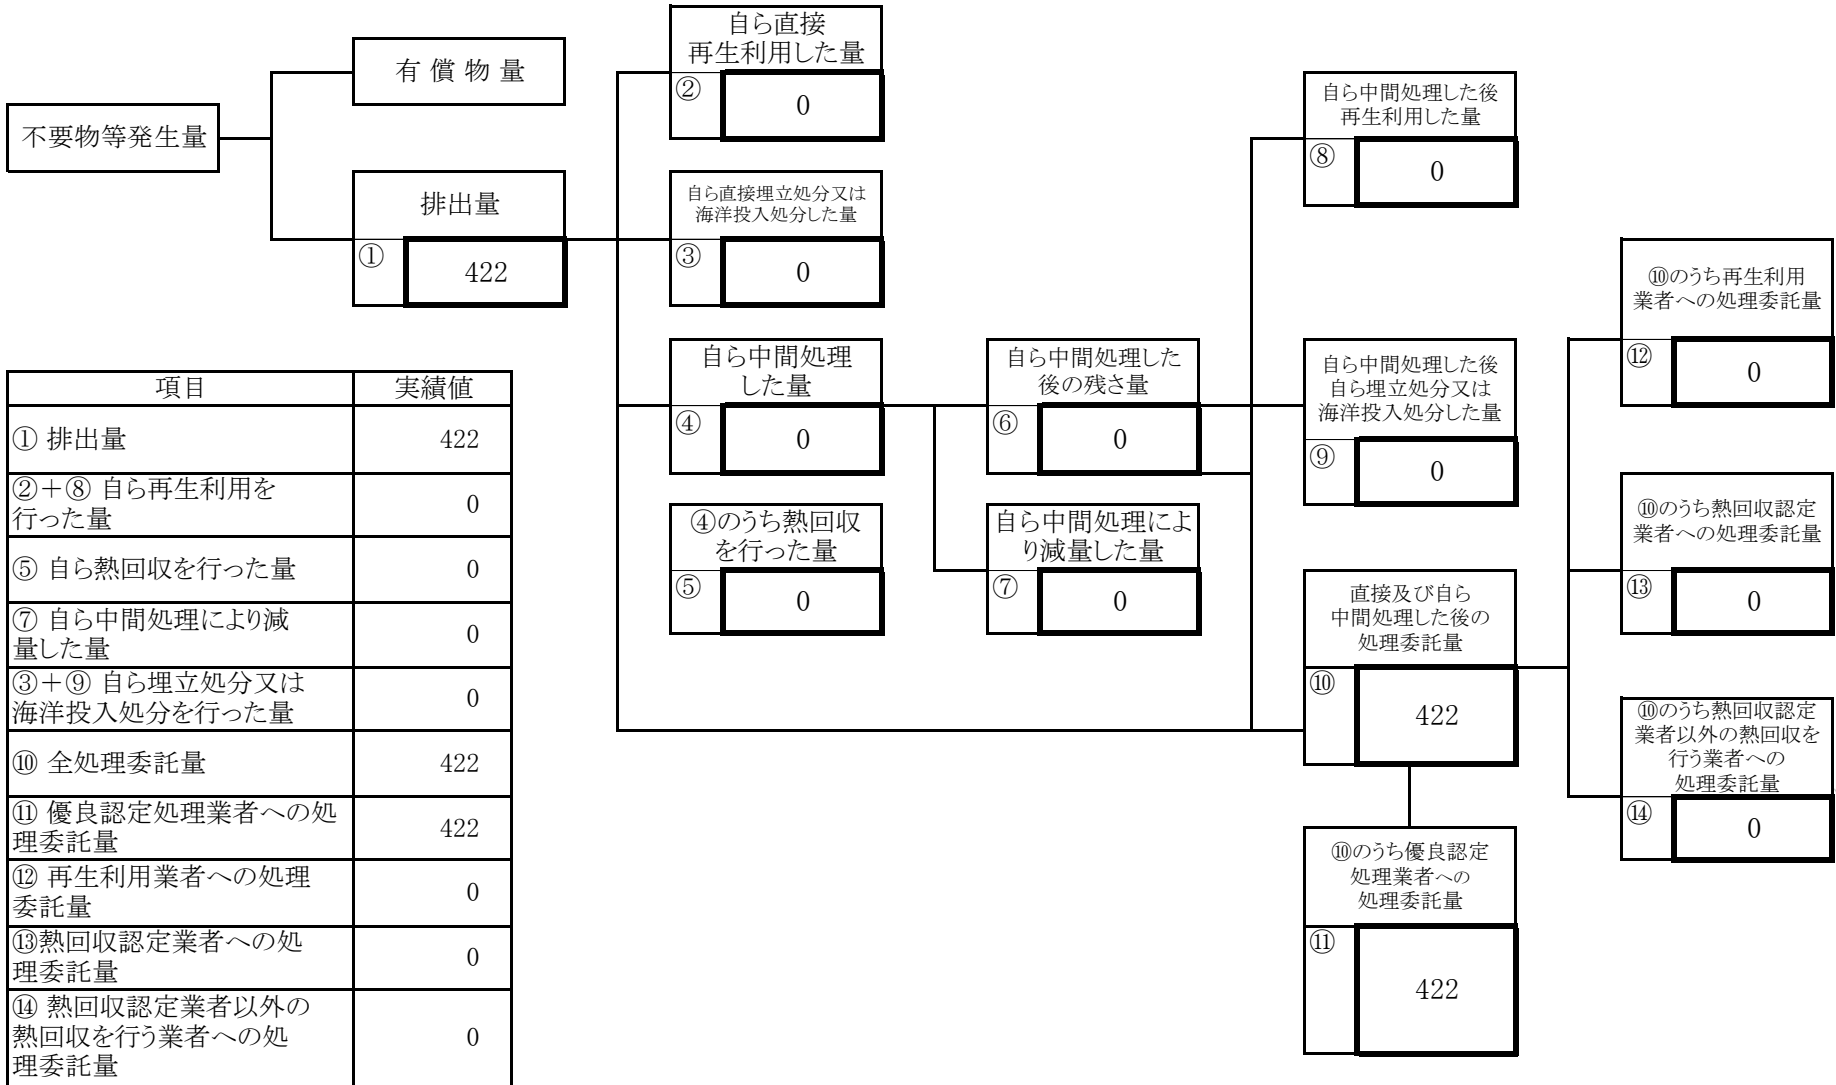 不要物等発生量
有償物量
排出量
①
422
自ら直接
再生利用した量
②
0
自ら直接埋立処分又は
海洋投入処分した量
③
0
自ら中間処理
した量
④
0
④のうち熱回収
を行った量
⑤
0
自ら中間処理した
後の残さ量
⑥
0
自ら中間処理によ
り減量した量
⑦
0
自ら中間処理した後
再生利用した量
⑧
0
自ら中間処理した後
自ら埋立処分又は
海洋投入処分した量
⑨
0
直接及び自ら
中間処理した後の
処理委託量
⑩
422
⑩のうち優良認定
処理業者への
処理委託量
⑪
422
⑩のうち再生利用
業者への処理委託量
⑫
0
⑩のうち熱回収認定
業者への処理委託量
⑬
0
⑩のうち熱回収認定
業者以外の熱回収を
行う業者への
処理委託量
⑭
0
項目 実績値
① 排出量 422
②＋⑧ 自ら再生利用を
行った量 0
⑤ 自ら熱回収を行った量 0
⑦ 自ら中間処理により減
量した量 0
③＋⑨ 自ら埋立処分又は
海洋投入処分を行った量 0
⑩ 全処理委託量 422
⑪ 優良認定処理業者への処
理委託量 422
⑫ 再生利用業者への処理
委託量 0
⑬熱回収認定業者への処
理委託量 0
⑭ 熱回収認定業者以外の
熱回収を行う業者への処
理委託量 0